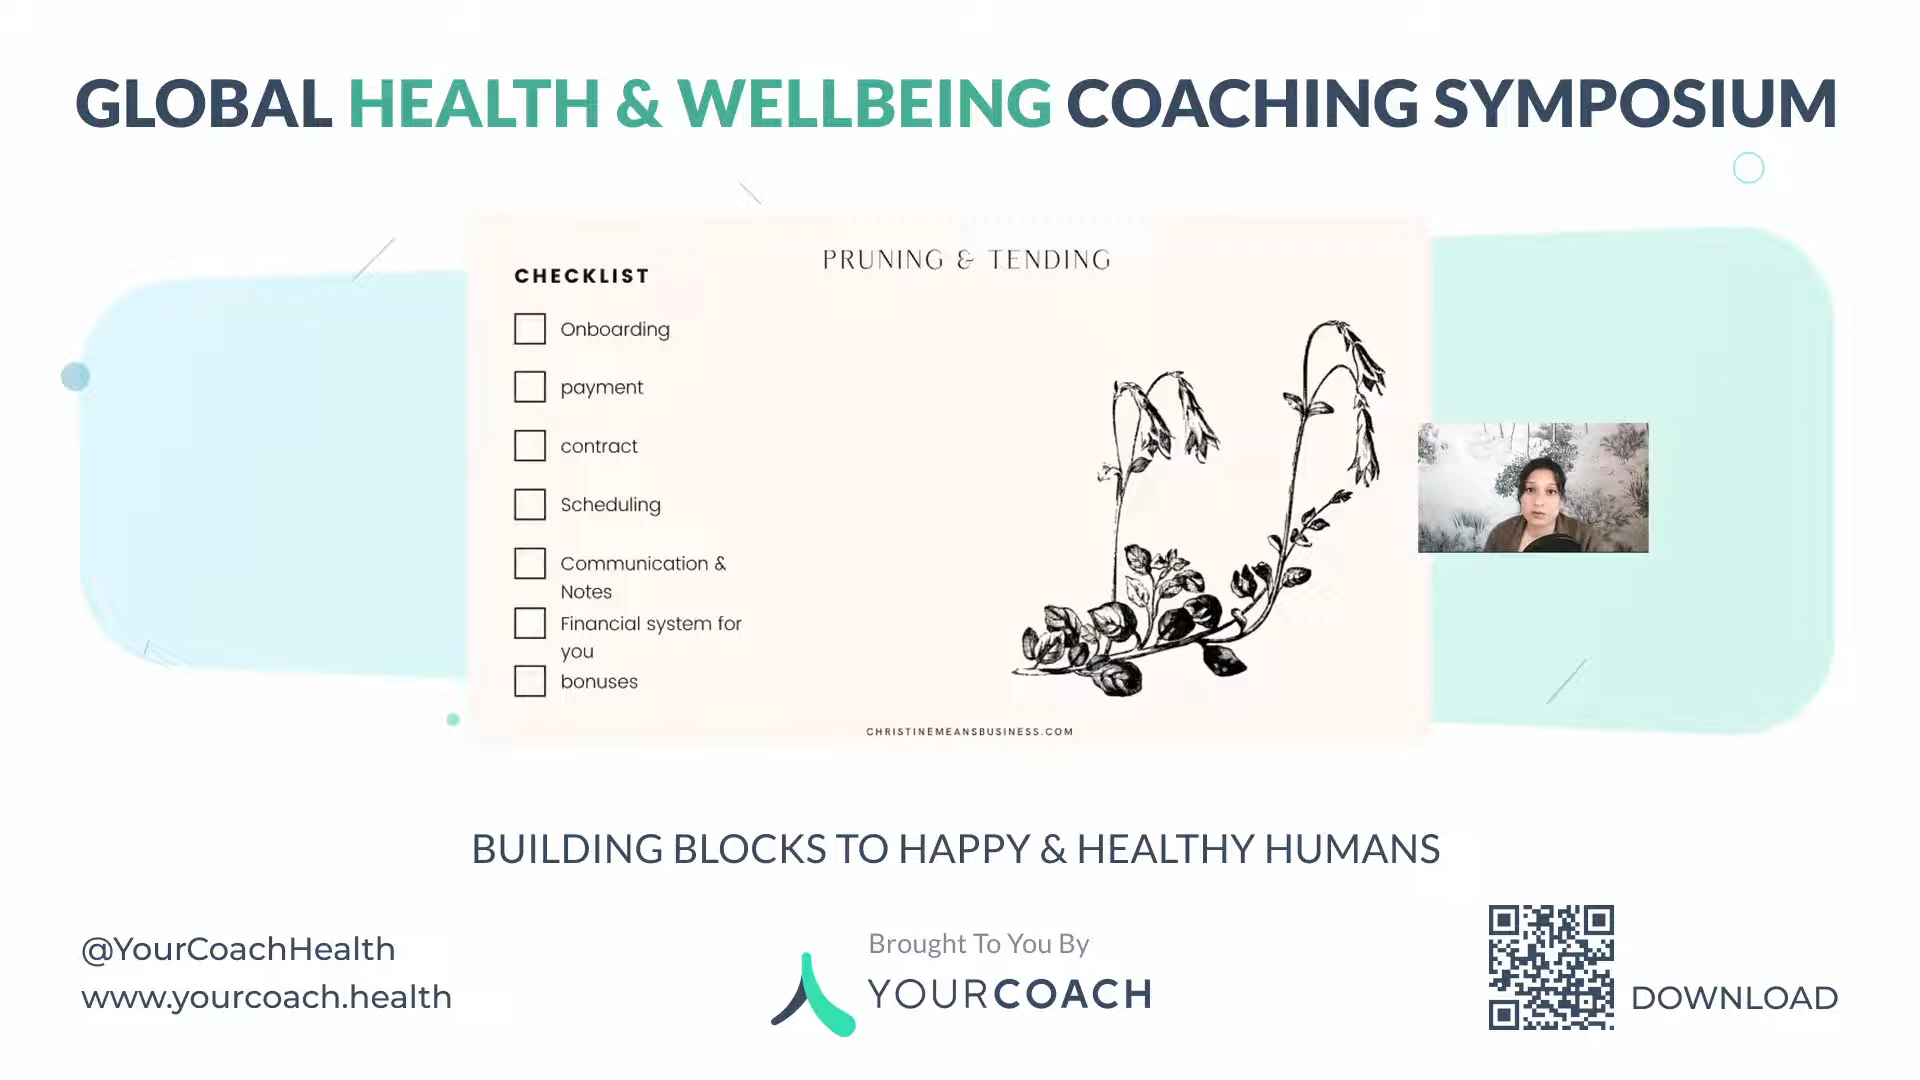 GLOBAL HEALTH & WELLBEING COACHING SYMPOSIUM
PRUNING & TENDING
CHECKLIST
Onboarding
payment
contract
Scheduling
Communication &
Notes
Financial system for
you
bonuses
CHRISTINEMEANSBUSINESS.COM
BUILDING BLOCKS TO HAPPY & HEALTHY HUMANS
@YourCoachHealth
www.yourcoach.health
Brought To You By
YOURCOACH
DOWNLOAD